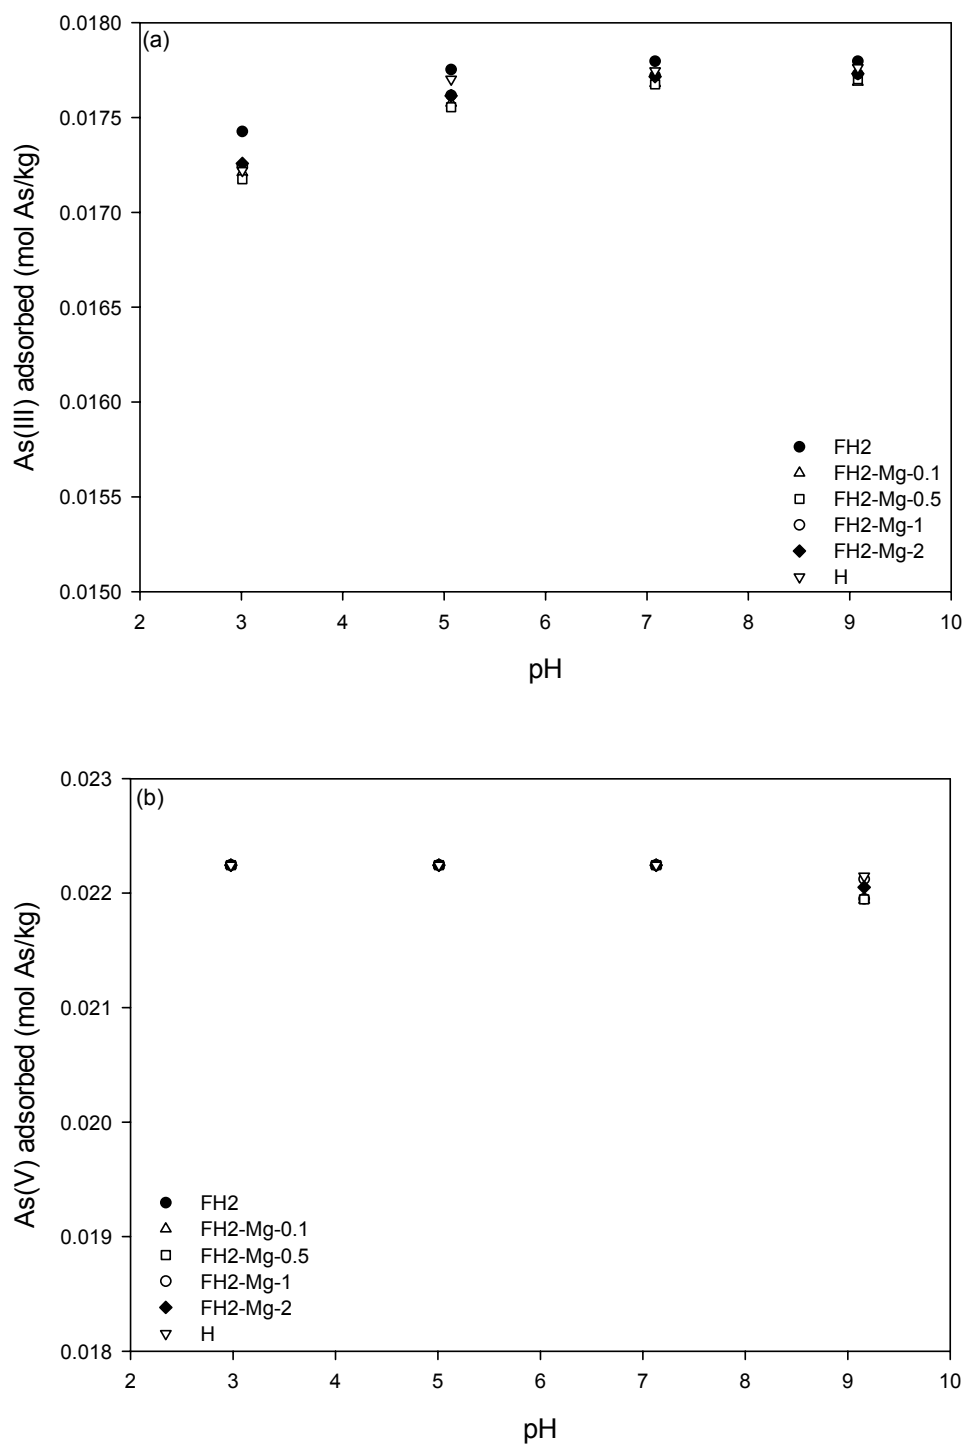 (a)
As(III) adsorbed (mol As/kg)
0.0180
0.0175
0.0170
0.0165
0.0160
0.0155
0.0150
FH2
FH2-Mg-0.1
FH2-Mg-0.5
FH2-Mg-1
FH2-Mg-2
H
2 3 4 5 6 7 8 9 10
pH
(b)
As(V) adsorbed (mol As/kg)
0.023
0.022
0.021
0.020
0.019
0.018
FH2
FH2-Mg-0.1
FH2-Mg-0.5
FH2-Mg-1
FH2-Mg-2
H
2 3 4 5 6 7 8 9 10
pH